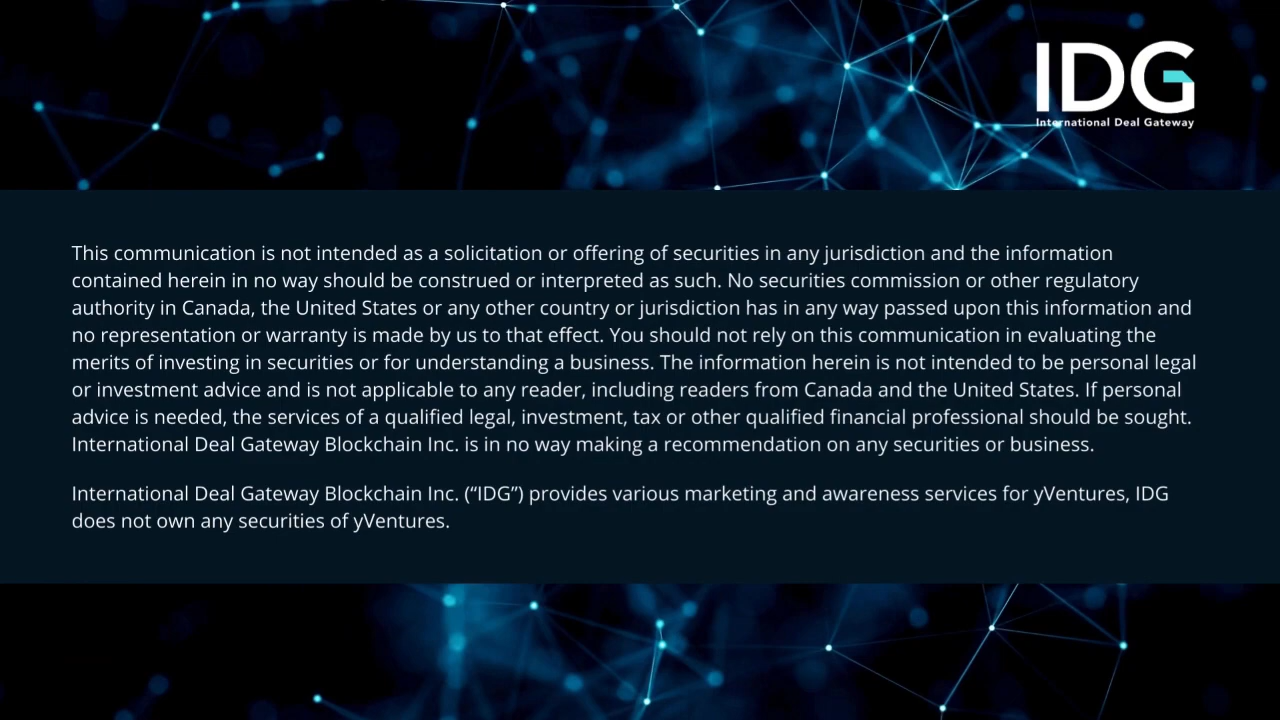 IDG
International Deal Gateway
This communication is not intended as a solicitation or offering of securities in any jurisdiction and the information
contained herein in no way should be construed or interpreted as such. No securities commission or other regulatory
authority in Canada, the United States or any other country or jurisdiction has in any way passed upon this information and
no representation or warranty is made by us to that effect. You should not rely on this communication in evaluating the
merits of investing in securities or for understanding a business. The information herein is not intended to be personal legal
or investment advice and is not applicable to any reader, including readers from Canada and the United States. If personal
advice is needed, the services of a qualified legal, investment, tax or other qualified financial professional should be sought.
International Deal Gateway Blockchain Inc. is in no way making a recommendation on any securities or business.
International Deal Gateway Blockchain Inc. (“IDG”) provides various marketing and awareness services for yVentures, IDG
does not own any securities of yVentures.